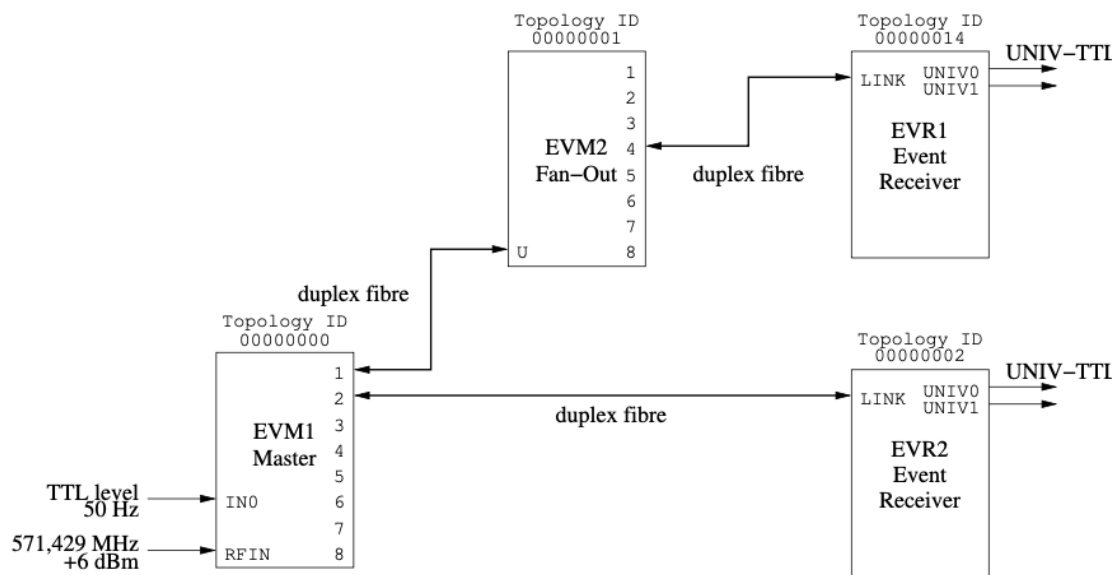 Topology ID
00000001
1
2
3
4
5
6
7
8
EVM2
Fan−Out
U
Topology ID
00000014
LINK
UNIV0
UNIV1
EVR1
Event
Receiver
UNIV−TTL
duplex fibre
duplex fibre
Topology ID
00000000
1
2
3
4
5
6
7
8
EVM1
Master
IN0
RFIN
TTL level
50 Hz
571,429 MHz
+6 dBm
duplex fibre
Topology ID
00000002
LINK
UNIV0
UNIV1
EVR2
Event
Receiver
UNIV−TTL